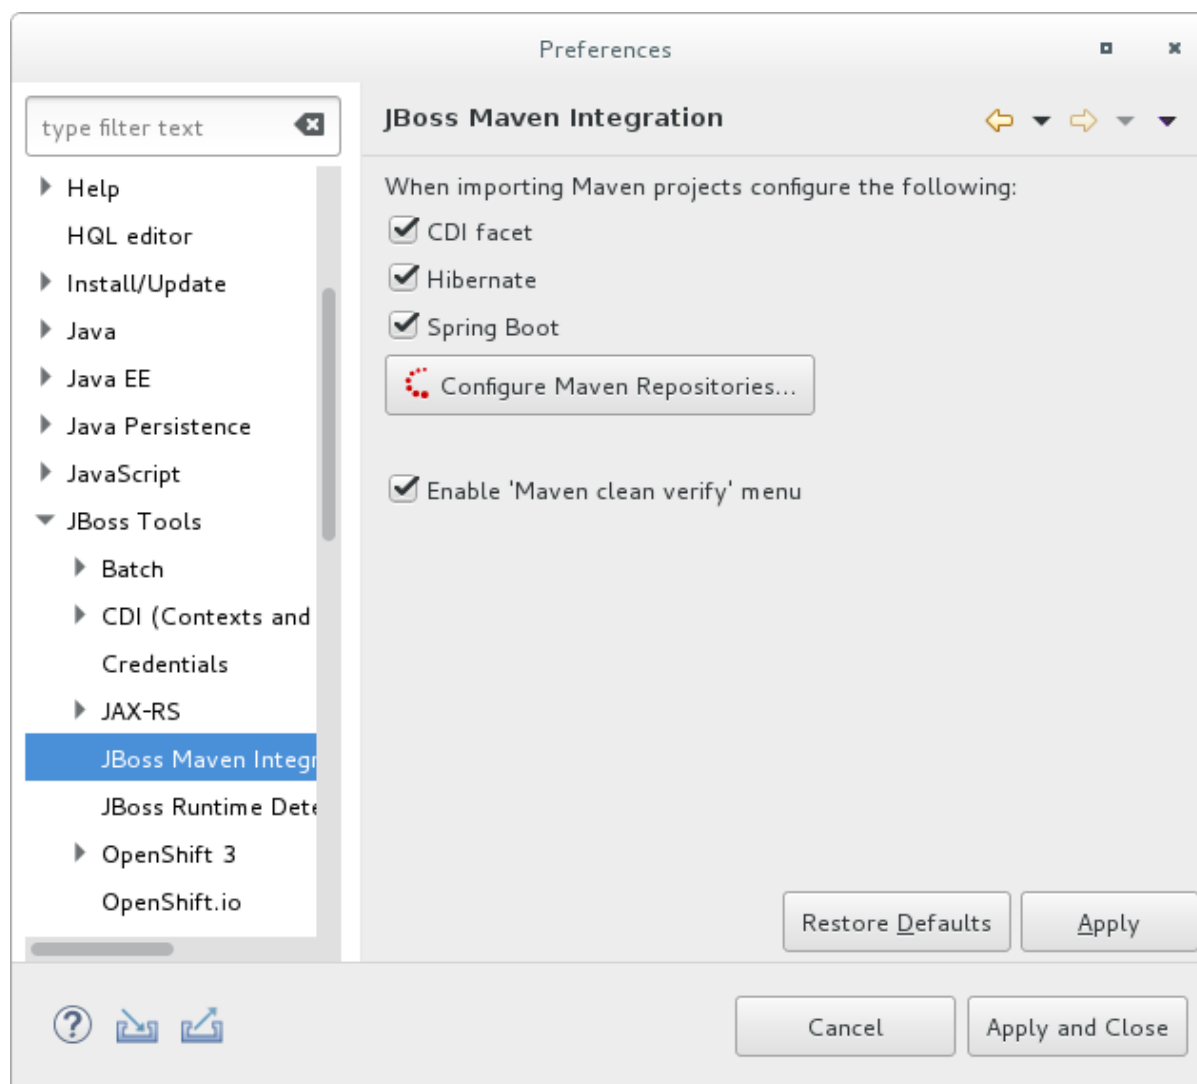 Preferences
type filter text
Help
HQL editor
Install/Update
Java
Java EE
Java Persistence
JavaScript
JBoss Tools
Batch
CDI (Contexts and
Credentials
JAX-RS
JBoss Maven Integr
JBoss Runtime Dete
OpenShift 3
OpenShift.io
JBoss Maven Integration
When importing Maven projects configure the following:
CDI facet
Hibernate
Spring Boot
Configure Maven Repositories...
Enable 'Maven clean verify' menu
Restore Defaults
Apply
?
Cancel
Apply and Close